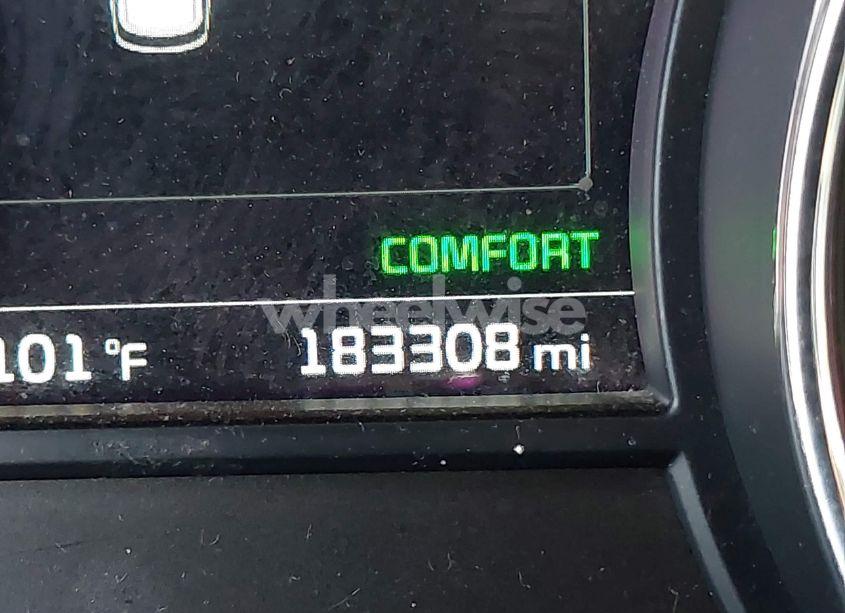 COMFORT
wheelwise
101 °F 183308 mi